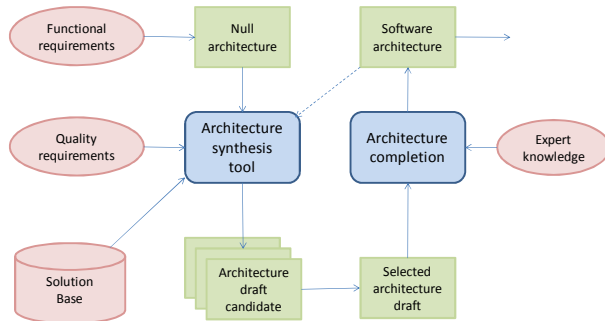 Functional
requirements
Null
architecture
Software
architecture
Quality
requirements
Architecture
synthesis
tool
Architecture
completion
Expert
knowledge
Solution
Base
Architecture
draft
candidate
Selected
architecture
draft